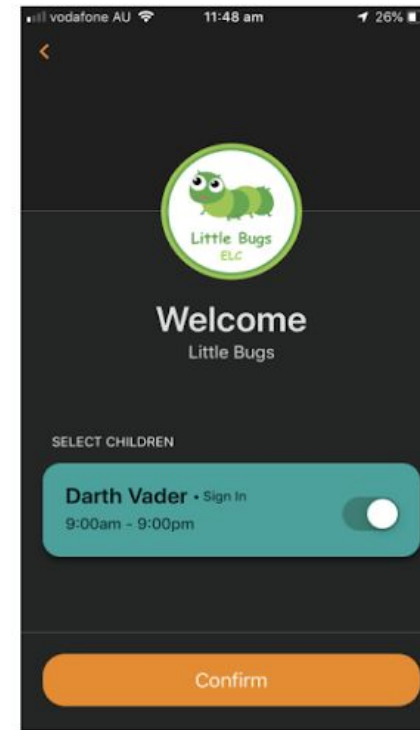 vodafone AU 11:48 am 26%
Little Bugs
ELC
Welcome
Little Bugs
SELECT CHILDREN
Darth Vader • Sign In
9:00am - 9:00pm
Confirm